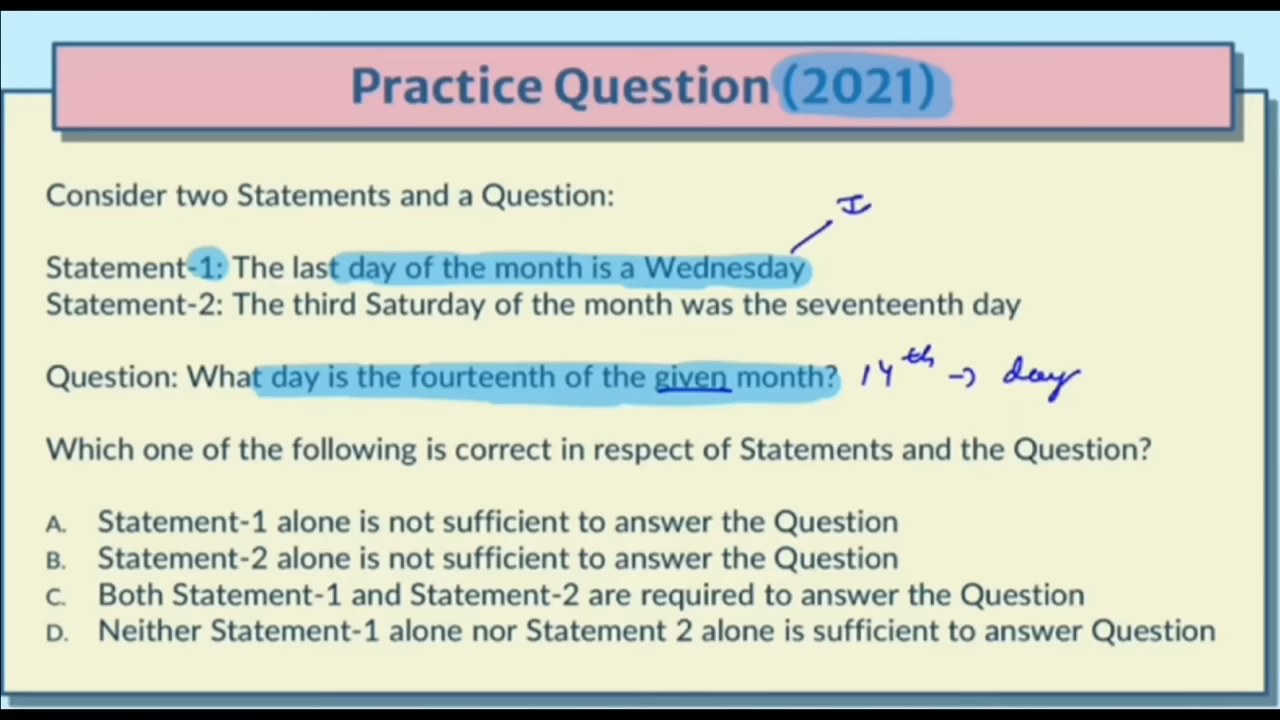 Practice Question (2021)
Consider two Statements and a Question:
I
Statement-1: The last day of the month is a Wednesday
Statement-2: The third Saturday of the month was the seventeenth day
Question: What day is the fourteenth of the given month? 14th → day
Which one of the following is correct in respect of Statements and the Question?
A. Statement-1 alone is not sufficient to answer the Question
B. Statement-2 alone is not sufficient to answer the Question
C. Both Statement-1 and Statement-2 are required to answer the Question
D. Neither Statement-1 alone nor Statement 2 alone is sufficient to answer Question